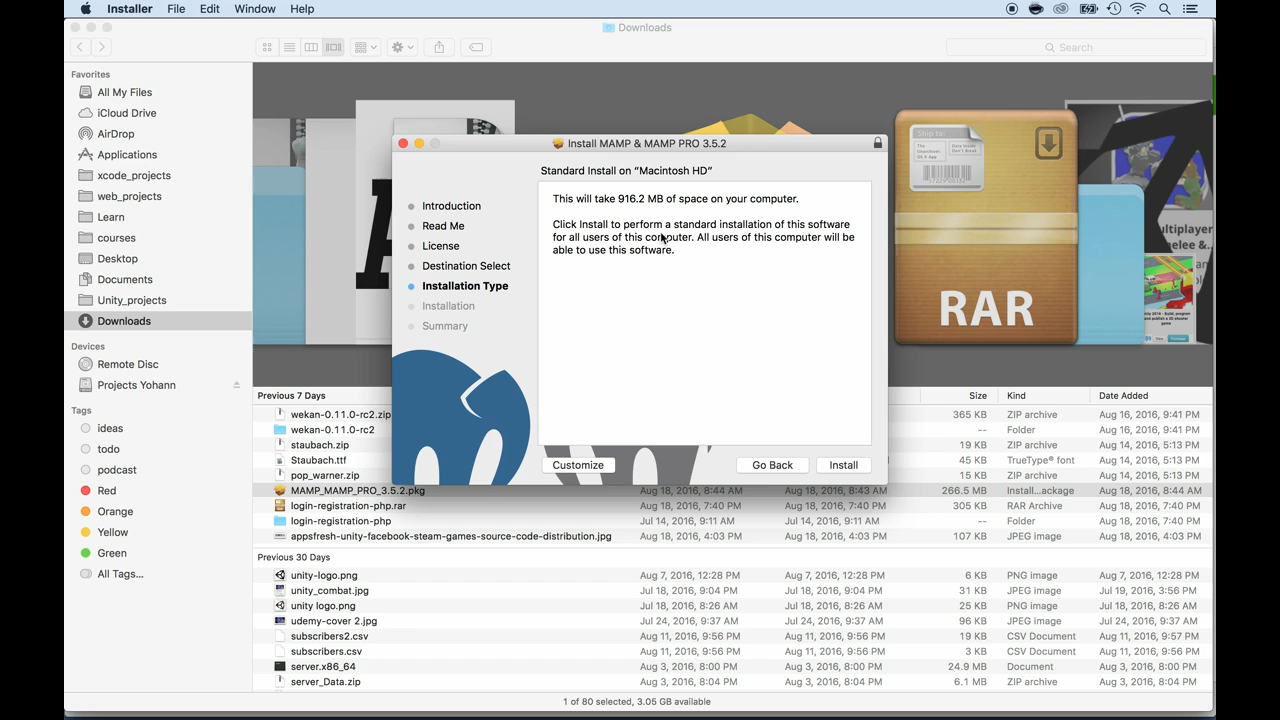 Installer File Edit Window Help
Downloads
Search
Favorites
All My Files
iCloud Drive
AirDrop
Applications
xcode_projects
web_projects
Learn
courses
Desktop
Documents
Unity_projects
Downloads
Devices
Remote Disc
Projects Yohann
Tags
ideas
todo
podcast
Red
Orange
Yellow
Green
All Tags...
Install MAMP & MAMP PRO 3.5.2
Standard Install on “Macintosh HD”
Introduction
Read Me
License
Destination Select
Installation Type
Installation
Summary
This will take 916.2 MB of space on your computer.
Click Install to perform a standard installation of this software
for all users of this computer. All users of this computer will be
able to use this software.
Customize Go Back Install
Ship to:
RAR
Previous 7 Days Size Kind Date Added
wekan-0.11.0-rc2.zip 365 KB ZIP archive Aug 16, 2016, 9:41 PM
wekan-0.11.0-rc2 -- Folder Aug 16, 2016, 9:41 PM
staubach.zip 19 KB ZIP archive Aug 14, 2016, 5:13 PM
Staubach.ttf 46 KB TrueType® font Aug 14, 2016, 5:13 PM
pop_warner.zip 15 KB ZIP archive Aug 14, 2016, 5:13 PM
MAMP_MAMP_PRO_3.5.2.pkg Aug 18, 2016, 8:44 AM Aug 18, 2016, 8:43 AM 266.5 MB Install...ackage Aug 18, 2016, 8:44 AM
login-registration-php.rar Aug 18, 2016, 7:40 PM Aug 18, 2016, 7:40 PM 305 KB RAR Archive Aug 18, 2016, 7:40 PM
login-registration-php Jul 14, 2016, 9:11 AM Jul 14, 2016, 9:11 AM -- Folder Aug 18, 2016, 7:40 PM
appsfresh-unity-facebook-steam-games-source-code-distribution.jpg Aug 18, 2016, 4:03 PM Aug 18, 2016, 4:03 PM 107 KB JPEG image Aug 18, 2016, 4:03 PM
Previous 30 Days
unity-logo.png Aug 7, 2016, 12:28 PM Aug 7, 2016, 12:28 PM 6 KB PNG image Aug 7, 2016, 12:28 PM
unity_combat.jpg Jul 18, 2016, 9:04 PM Jul 18, 2016, 9:04 PM 31 KB JPEG image Jul 19, 2016, 3:56 PM
unity logo.png Jul 18, 2016, 8:26 AM Jul 18, 2016, 8:26 AM 25 KB PNG image Jul 18, 2016, 8:26 AM
udemy-cover 2.jpg Jul 24, 2016, 9:37 AM Jul 24, 2016, 9:37 AM 96 KB JPEG image Jul 24, 2016, 9:37 AM
subscribers2.csv Aug 11, 2016, 9:56 PM Aug 11, 2016, 9:56 PM 19 KB CSV Document Aug 11, 2016, 9:57 PM
subscribers.csv Aug 11, 2016, 9:56 PM Aug 11, 2016, 9:56 PM 3 KB CSV Document Aug 11, 2016, 9:56 PM
server.x86_64 Aug 3, 2016, 8:00 PM Aug 3, 2016, 8:00 PM 24.9 MB Document Aug 3, 2016, 8:04 PM
server_Data.zip Aug 3, 2016, 8:04 PM Aug 3, 2016, 8:04 PM 6.1 MB ZIP archive Aug 3, 2016, 8:04 PM
1 of 80 selected, 3.05 GB available